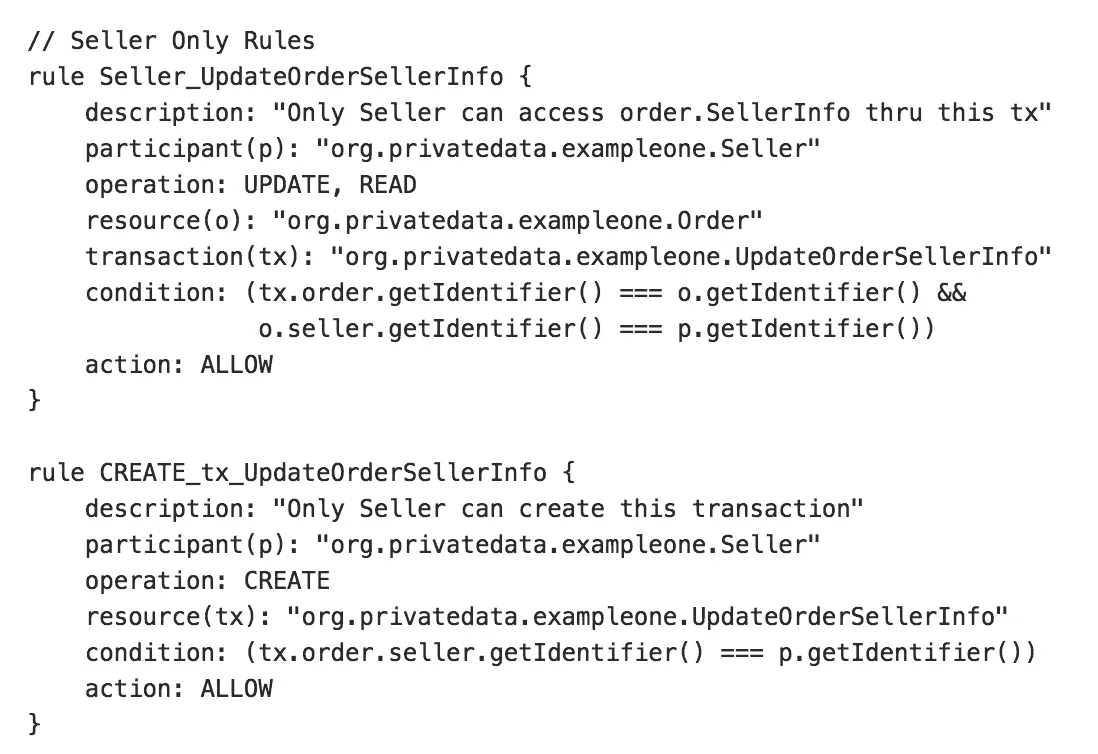 // Seller Only Rules
rule Seller_UpdateOrderSellerInfo {
    description: "Only Seller can access order.SellerInfo thru this tx"
    participant(p): "org.privatedata.exampleone.Seller"
    operation: UPDATE, READ
    resource(o): "org.privatedata.exampleone.Order"
    transaction(tx): "org.privatedata.exampleone.UpdateOrderSellerInfo"
    condition: (tx.order.getIdentifier() === o.getIdentifier() &&
                o.seller.getIdentifier() === p.getIdentifier())
    action: ALLOW
}

rule CREATE_tx_UpdateOrderSellerInfo {
    description: "Only Seller can create this transaction"
    participant(p): "org.privatedata.exampleone.Seller"
    operation: CREATE
    resource(tx): "org.privatedata.exampleone.UpdateOrderSellerInfo"
    condition: (tx.order.seller.getIdentifier() === p.getIdentifier())
    action: ALLOW
}